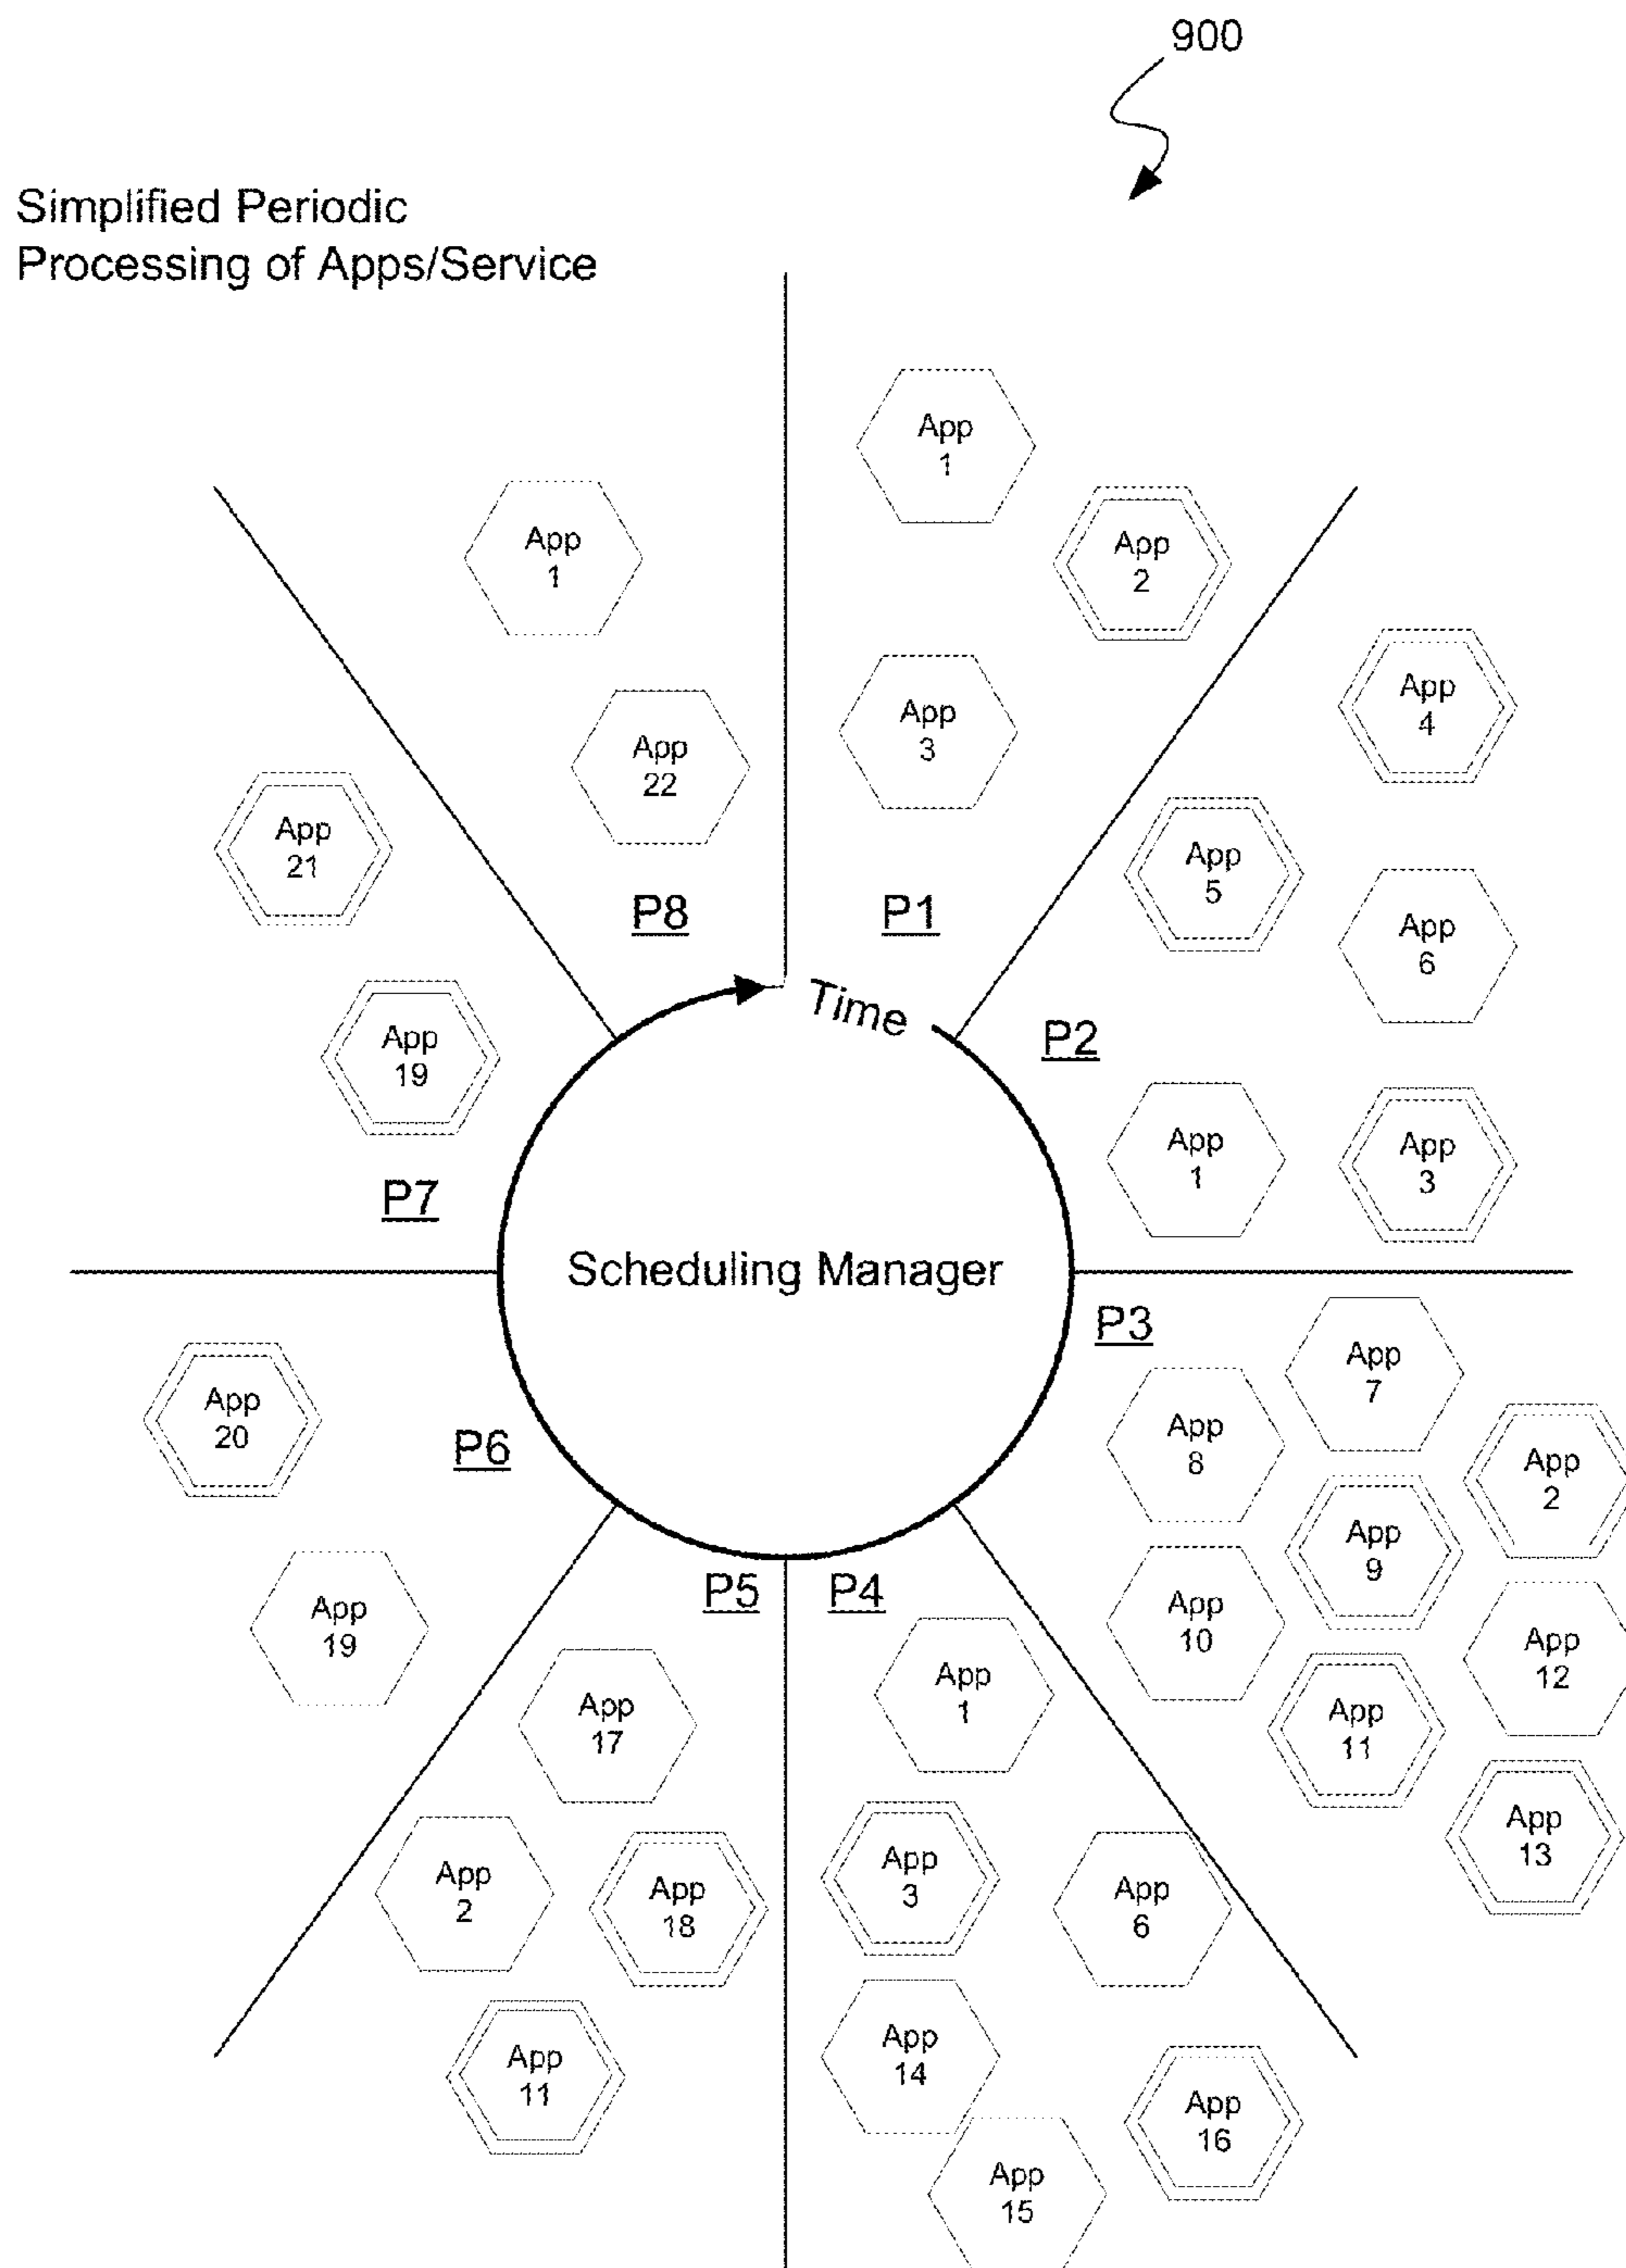 900
Simplified Periodic
Processing of Apps/Service
App
1
App
2
App
3
P1
App
4
App
5
App
6
P2
App
1
App
3
P3
App
7
App
8
App
2
App
9
App
10
App
12
App
11
App
13
P4
App
1
App
3
App
6
App
14
App
16
App
15
P5
App
17
App
2
App
18
App
11
P6
App
20
App
19
P7
App
21
App
19
P8
App
1
App
22
Time
Scheduling Manager